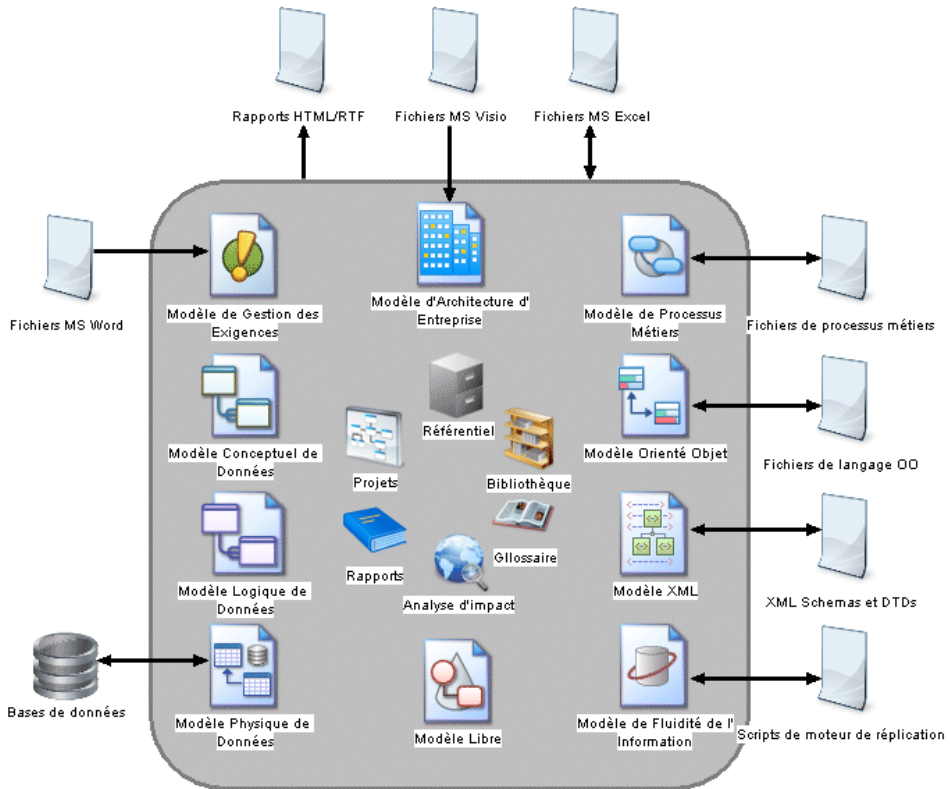 Rapports HTML/RTF
Fichiers MS Visio
Fichiers MS Excel
Fichiers MS Word
Modèle de Gestion des
Exigences
Modèle d'Architecture d'
Entreprise
Modèle de Processus
Métiers
Fichiers de processus métiers
Modèle Conceptuel de
Données
Référentiel
Projets
Bibliothèque
Modèle Orienté Objet
Fichiers de langage OO
Modèle Logique de
Données
Rapports
Analyse d'impact
Gllossaire
Modèle XML
XML Schemas et DTDs
Bases de données
Modèle Physique de
Données
Modèle Libre
Modèle de Fluidité de l'
Information
Scripts de moteur de réplication